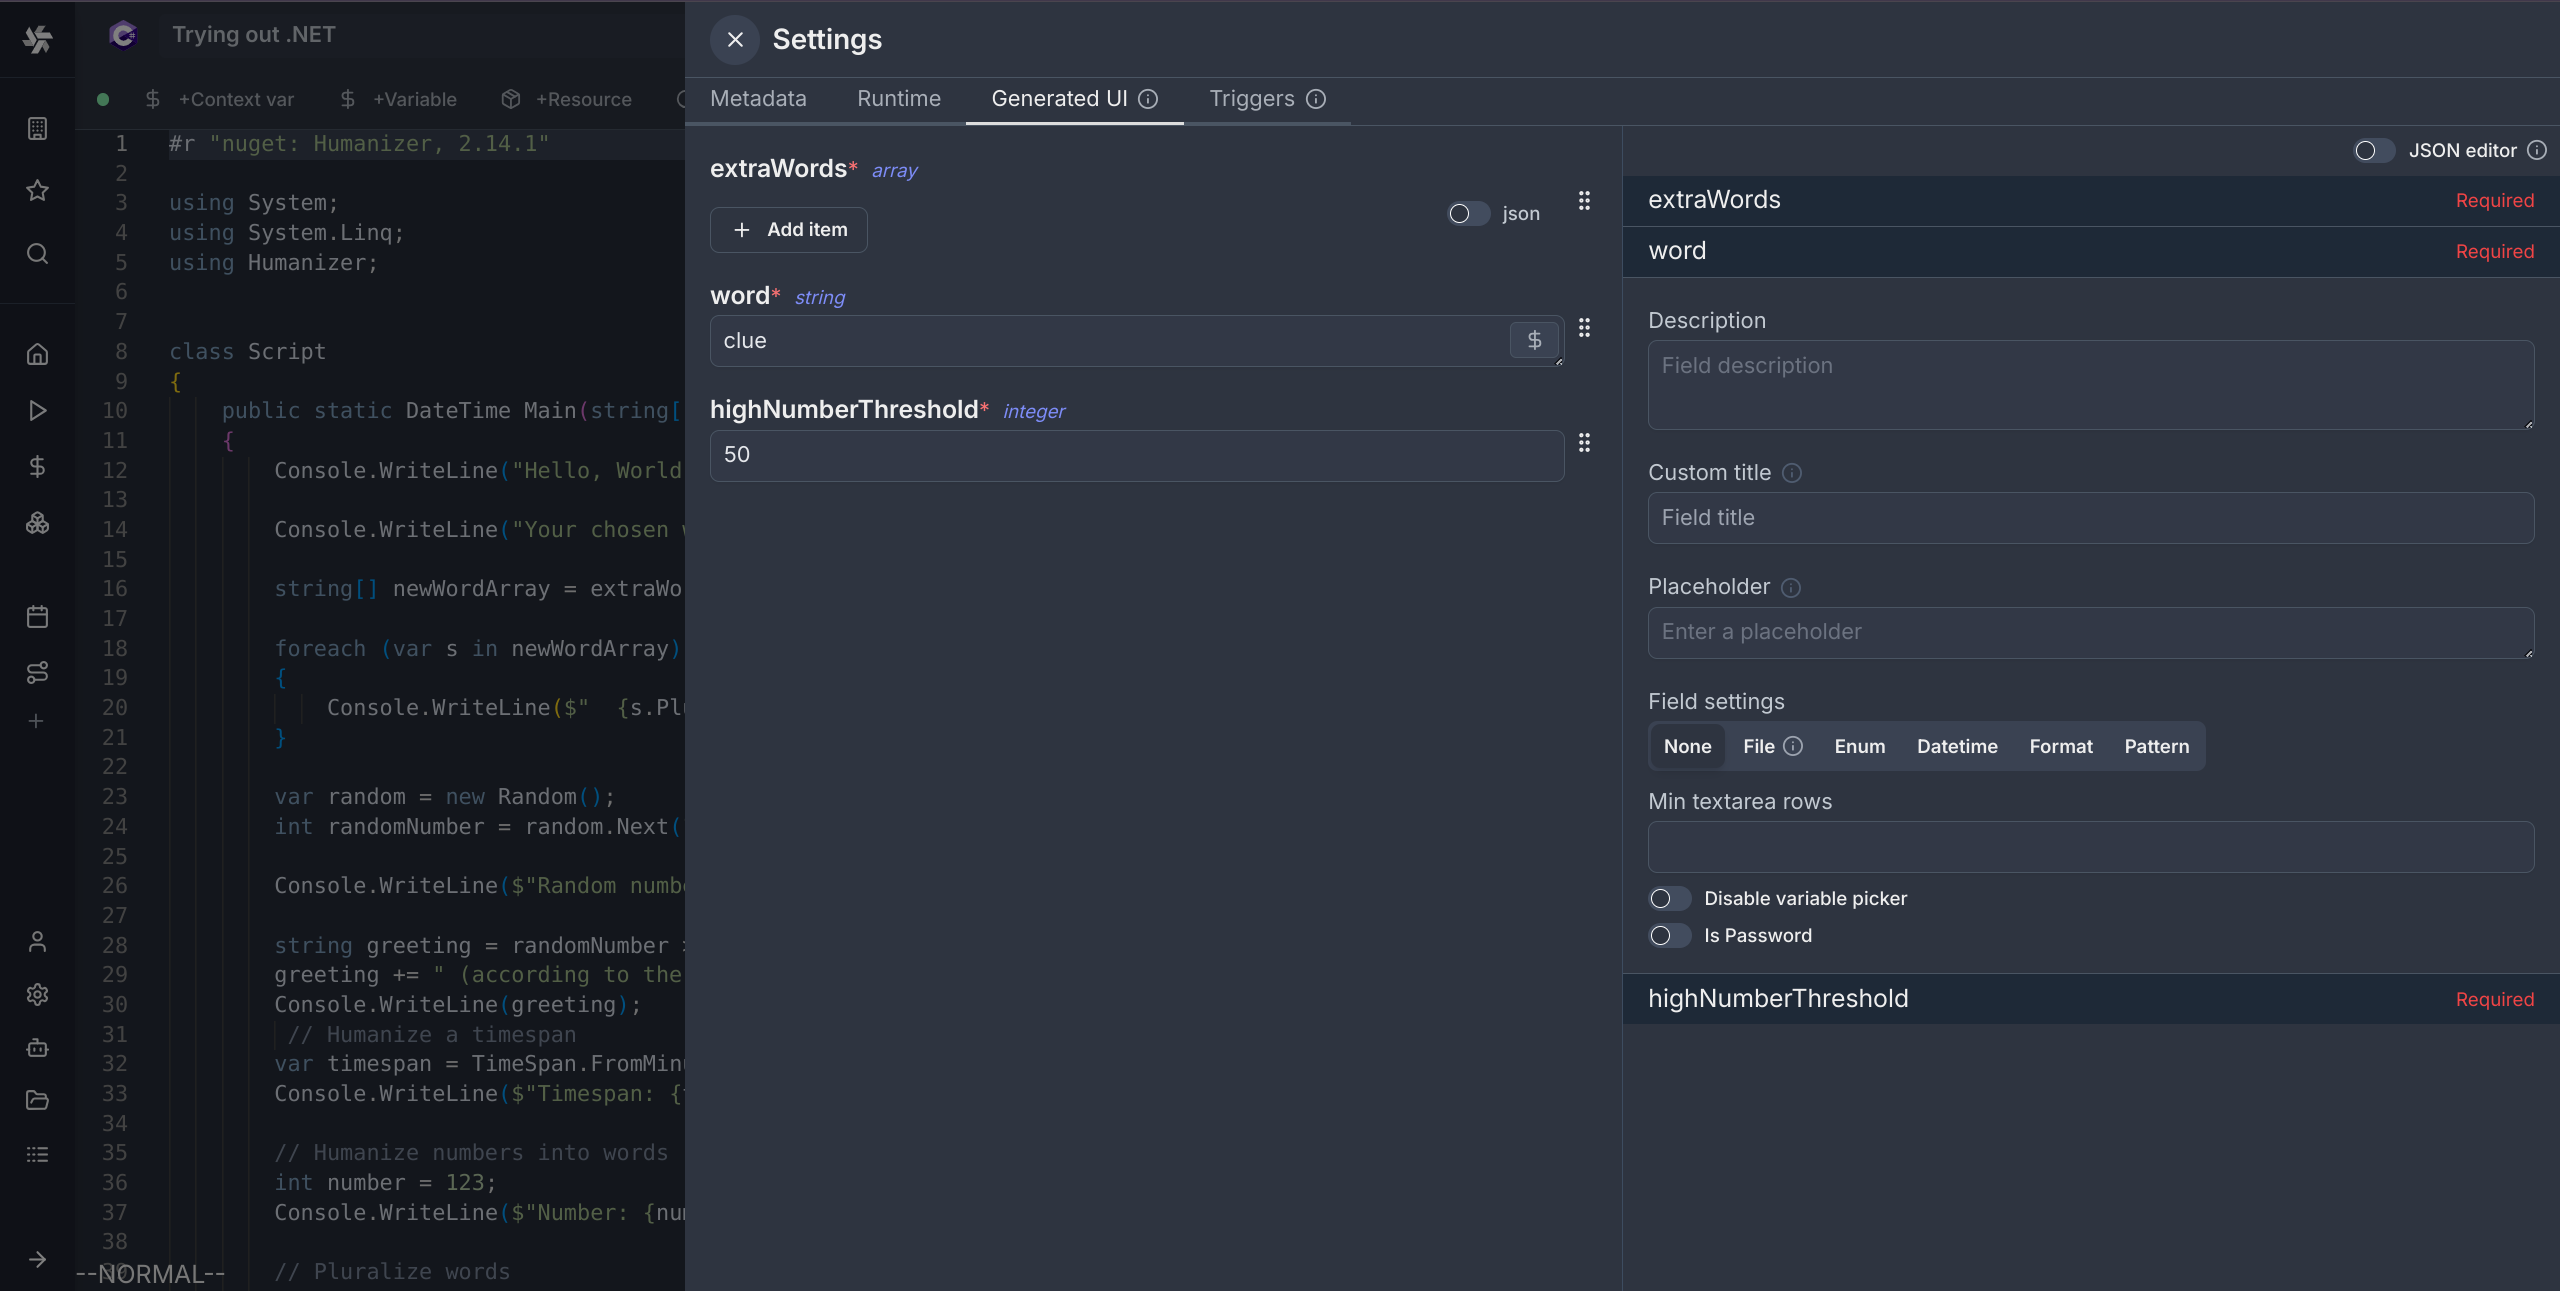 Trying out .NET
+Context var
+Variable
+Resource
1 #r "nuget: Humanizer, 2.14.1"
2
3 using System;
4 using System.Linq;
5 using Humanizer;
6
7
8 class Script
9 {
10 public static DateTime Main(string[
11 {
12 Console.WriteLine("Hello, World
13
14 Console.WriteLine("Your chosen
15
16 string[] newWordArray = extraWo
17
18 foreach (var s in newWordArray)
19 {
20 Console.WriteLine($"  {s.Plu
21 }
22
23 var random = new Random();
24 int randomNumber = random.Next(
25
26 Console.WriteLine($"Random numbe
27
28 string greeting = randomNumber >
29 greeting += " (according to the
30 Console.WriteLine(greeting);
31 // Humanize a timespan
32 var timespan = TimeSpan.FromMinu
33 Console.WriteLine($"Timespan: {
34
35 // Humanize numbers into words
36 int number = 123;
37 Console.WriteLine($"Number: {num
38
39 // Pluralize words
--NORMAL--
Settings
Metadata
Runtime
Generated UI
Triggers
extraWords* array
Add item
json
word* string
clue
$
highNumberThreshold* integer
50
JSON editor
extraWords Required
word Required
Description
Field description
Custom title
Field title
Placeholder
Enter a placeholder
Field settings
None File Enum Datetime Format Pattern
Min textarea rows
Disable variable picker
Is Password
highNumberThreshold Required